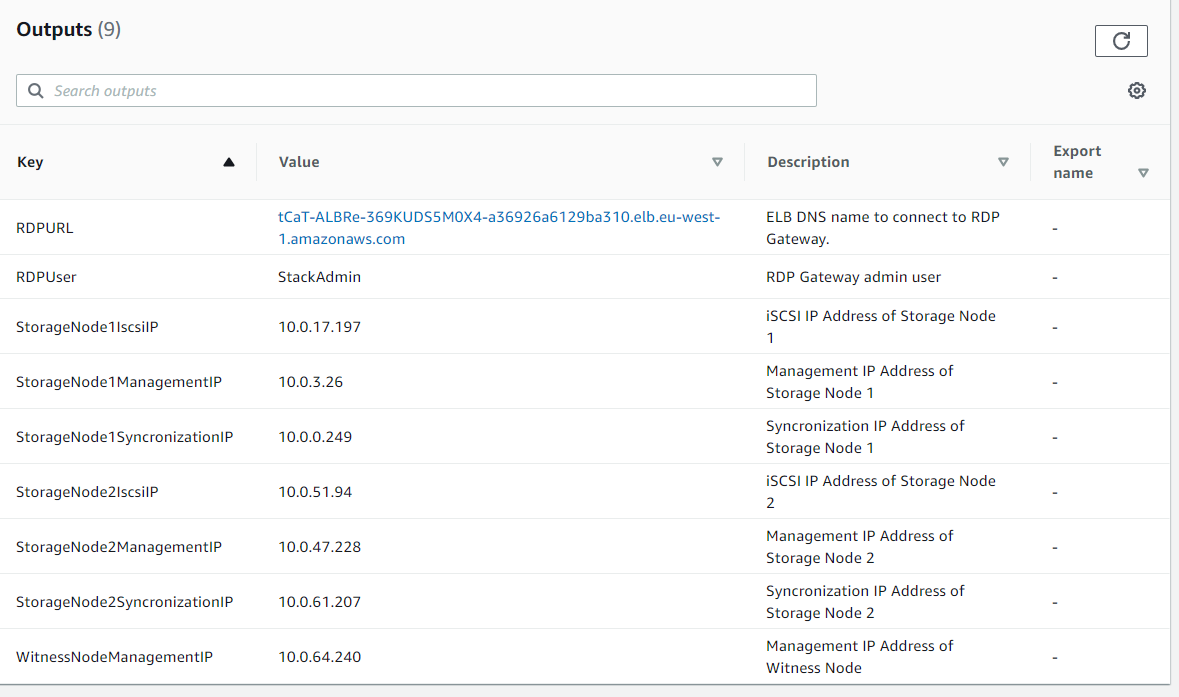 Outputs (9)
Search outputs
Key Value Description Export name
RDPURL
tCaT-ALBRe-369KUDS5M0X4-a36926a6129ba310.elb.eu-west-
1.amazonaws.com
ELB DNS name to connect to RDP
Gateway.
-
RDPUser StackAdmin RDP Gateway admin user -
StorageNode1IscsiIP 10.0.17.197 iSCSI IP Address of Storage Node
1
-
StorageNode1ManagementIP 10.0.3.26 Management IP Address of
Storage Node 1
-
StorageNode1SyncronizationIP 10.0.0.249 Syncronization IP Address of
Storage Node 1
-
StorageNode2IscsiIP 10.0.51.94 iSCSI IP Address of Storage Node
2
-
StorageNode2ManagementIP 10.0.47.228 Management IP Address of
Storage Node 2
-
StorageNode2SyncronizationIP 10.0.61.207 Syncronization IP Address of
Storage Node 2
-
WitnessNodeManagementIP 10.0.64.240 Management IP Address of
Witness Node
-